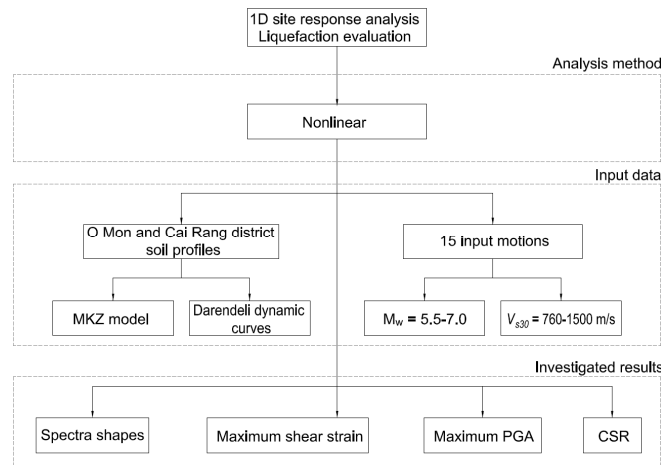 1D site response analysis
Liquefaction evaluation
Analysis method
Nonlinear
Input data
O Mon and Cai Rang district
soil profiles
15 input motions
MKZ model
Darendeli dynamic
curves
Mw = 5.5-7.0
Vs30 = 760-1500 m/s
Investigated results
Spectra shapes
Maximum shear strain
Maximum PGA
CSR